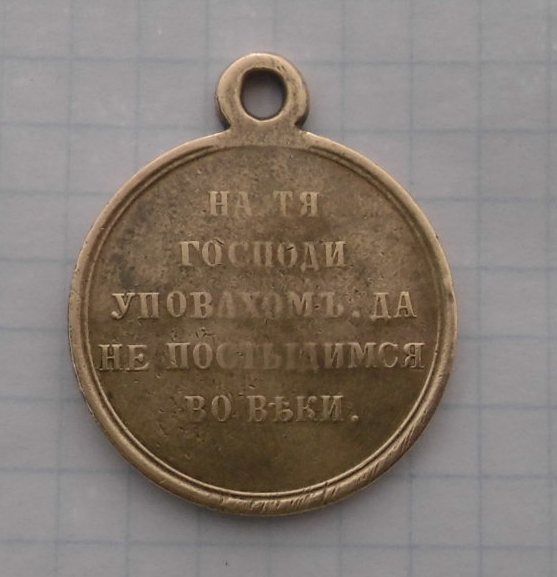 НА ТЯ
ГОСПОДИ
УПОВАХОМЪ. ДА
НЕ ПОСТЫДИМСЯ
ВО ВѢКИ.